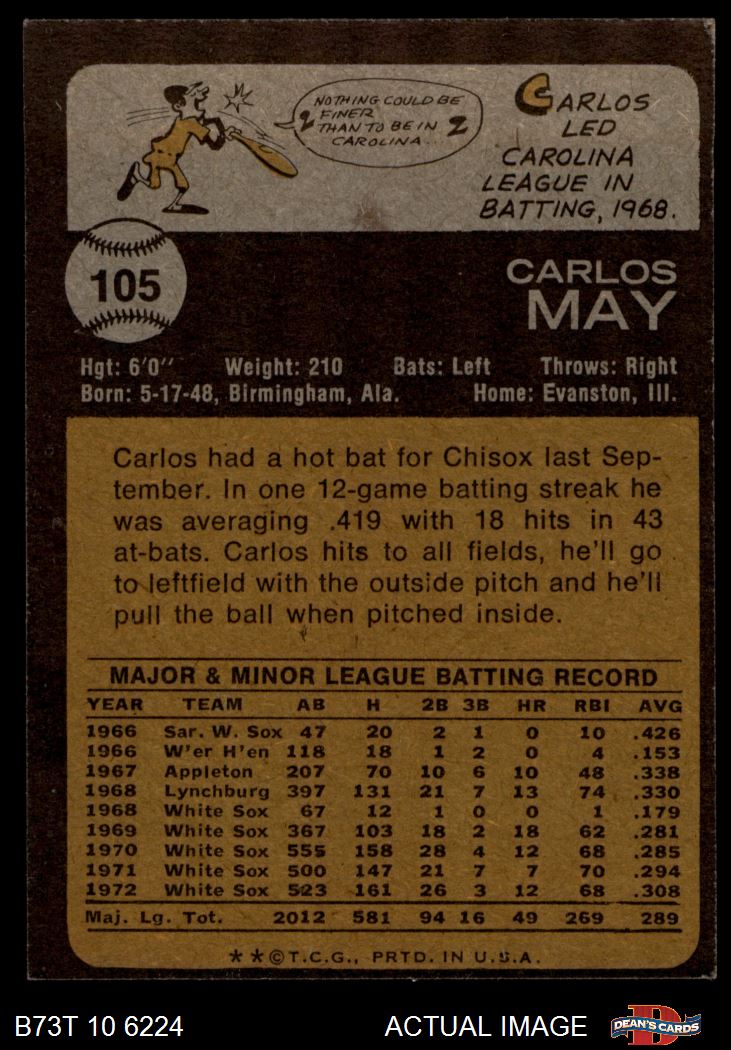 NOTHING COULD BE
FINER
THAN TO BE IN
CAROLINA...
CARLOS
LED
CAROLINA
LEAGUE IN
BATTING, 1968.
105
CARLOS
MAY
Hgt: 6'0" Weight: 210 Bats: Left Throws: Right
Born: 5-17-48, Birmingham, Ala. Home: Evanston, Ill.
Carlos had a hot bat for Chisox last Sep-
tember. In one 12-game batting streak he
was averaging .419 with 18 hits in 43
at-bats. Carlos hits to all fields, he'll go
to leftfield with the outside pitch and he'll
pull the ball when pitched inside.
MAJOR & MINOR LEAGUE BATTING RECORD
YEAR TEAM AB H 2B 3B HR RBI AVG
1966 Sar. W. Sox 47 20 2 1 0 10 .426
1966 W'er H'en 118 18 1 2 0 4 .153
1967 Appleton 207 70 10 6 10 48 .338
1968 Lynchburg 397 131 21 7 13 74 .330
1968 White Sox 67 12 1 0 0 1 .179
1969 White Sox 367 103 18 2 18 62 .281
1970 White Sox 555 158 28 4 12 68 .285
1971 White Sox 500 147 21 7 7 70 .294
1972 White Sox 523 161 26 3 12 68 .308
Maj. Lg. Tot. 2012 581 94 16 49 269 289
**©T.C.G., PRTD. IN U.S.A.
B73T 10 6224 ACTUAL IMAGE
D
DEAN'S CARDS